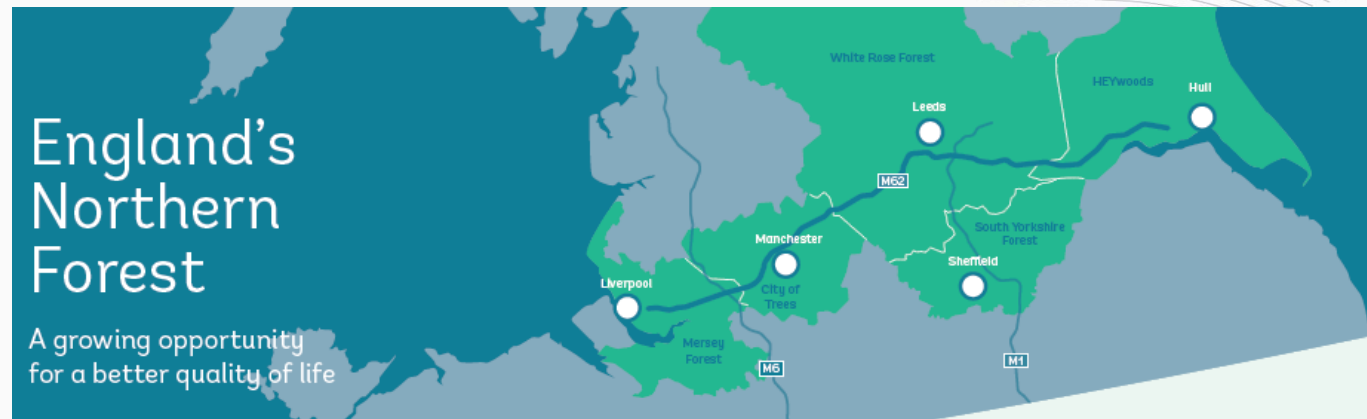 England's
Northern
Forest
A growing opportunity
for a better quality of life
White Rose Forest
HEYwoods
Hull
Leeds
M62
South Yorkshire
Forest
Manchester
Sheffield
Liverpool
City of
Trees
Mersey
Forest
M6
M1